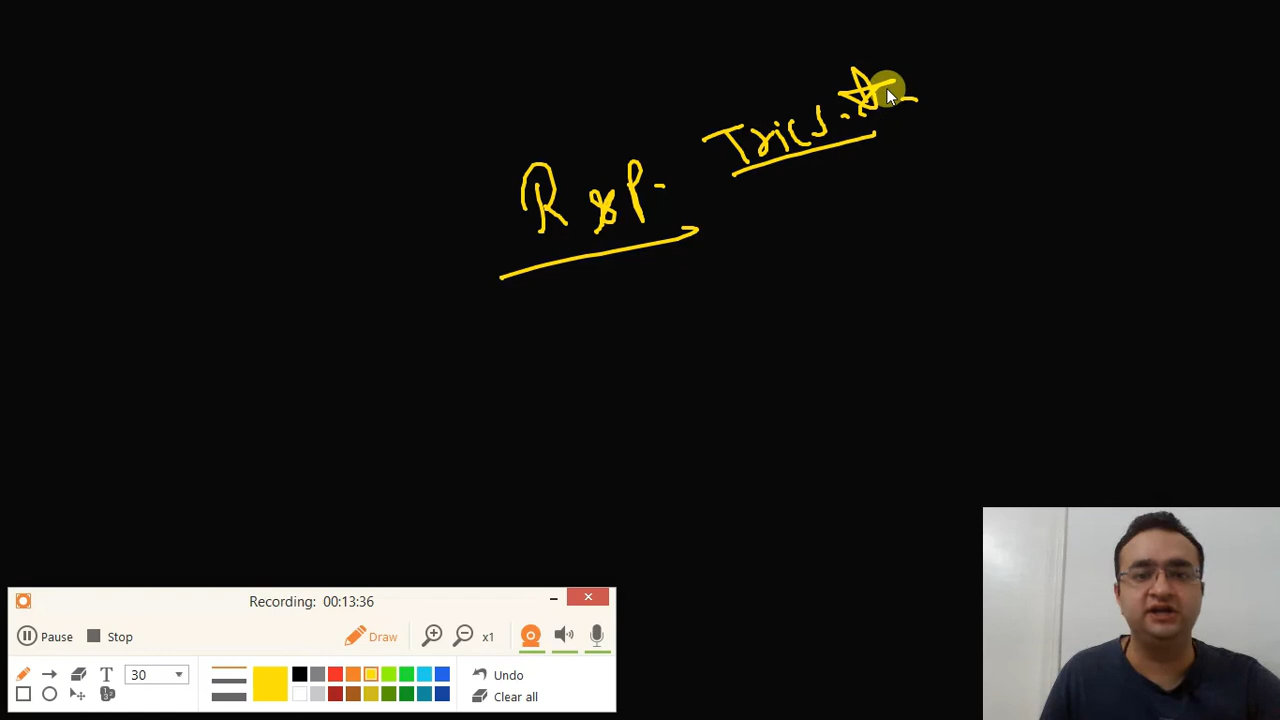 Trics.
R & P.
Recording: 00:13:36
Pause Stop Draw x1
T 30 Undo
Clear all